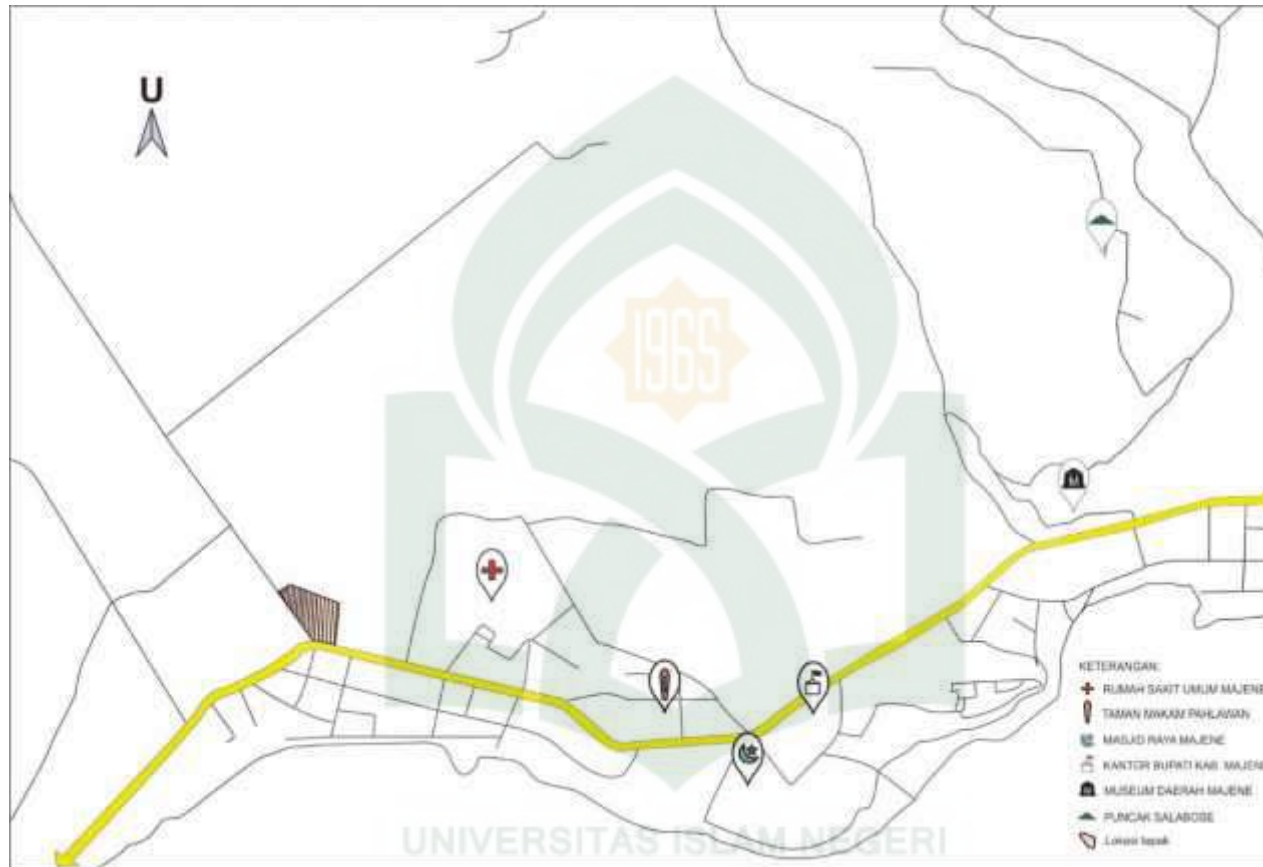 U
1965
KETERANGAN:
RUMAH SAKIT UMUM MAJENE
TAMAN MAKAM PAHLAWAN
MASJID RAYA MAJENE
KANTOR BUPATI KAB. MAJENE
MUSEUM DAERAH MAJENE
PUNCAK SALABOSE
Lokasi tapak
UNIVERSITAS ISLAM NEGERI